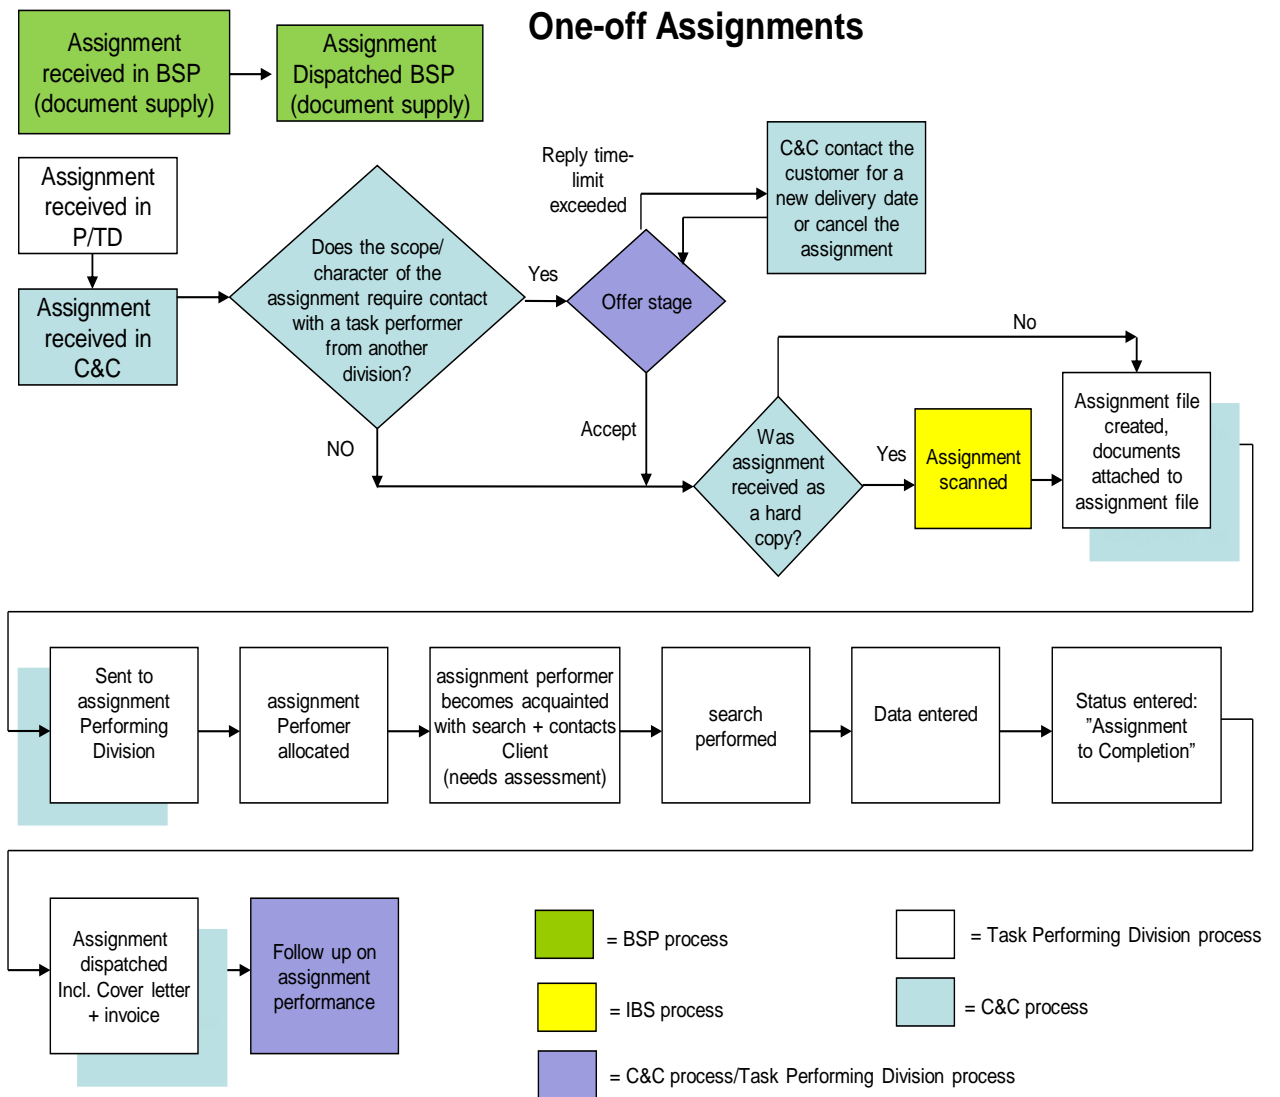 One-off Assignments
Assignment
received in BSP
(document supply)
Assignment
Dispatched BSP
(document supply)
Assignment
received in
P/TD
Assignment
received in
C&C
Does the scope/
character of the
assignment require contact
with a task performer
from another
division?
Yes
NO
Reply time-
limit
exceeded
Offer stage
Accept
C&C contact the
customer for a
new delivery date
or cancel the
assignment
Was
assignment
received as
a hard
copy?
No
Yes
Assignment
scanned
Assignment file
created,
documents
attached to
assignment file
Sent to
assignment
Performing
Division
assignment
Perfomer
allocated
assignment performer
becomes acquainted
with search + contacts
Client
(needs assessment)
search
performed
Data entered
Status entered:
”Assignment
to Completion”
Assignment
dispatched
Incl. Cover letter
+ invoice
Follow up on
assignment
performance
= BSP process
= IBS process
= C&C process/Task Performing Division process
= Task Performing Division process
= C&C process